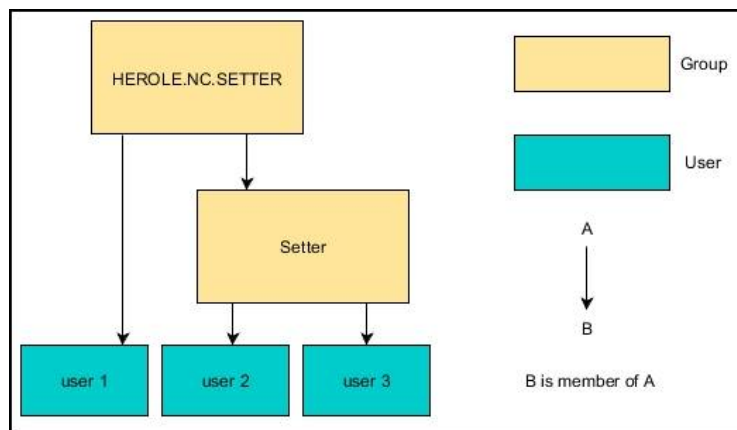 HEROLE.NC.SETTER
Group
User
Setter
A
B
user 1
user 2
user 3
B is member of A